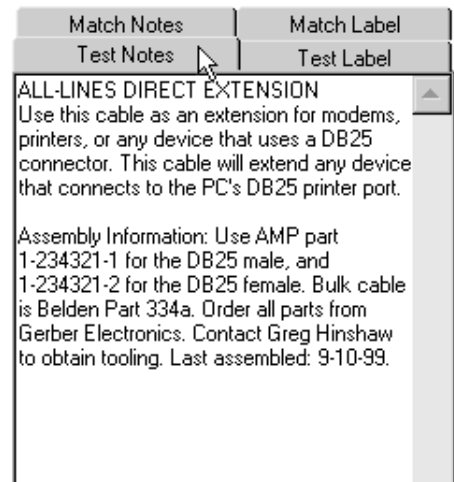 Match Notes
Match Label
Test Notes
Test Label
ALL-LINES DIRECT EXTENSION
Use this cable as an extension for modems,
printers, or any device that uses a DB25
connector. This cable will extend any device
that connects to the PC's DB25 printer port.
Assembly Information: Use AMP part
1-234321-1 for the DB25 male, and
1-234321-2 for the DB25 female. Bulk cable
is Belden Part 334a. Order all parts from
Gerber Electronics. Contact Greg Hinshaw
to obtain tooling. Last assembled: 9-10-99.